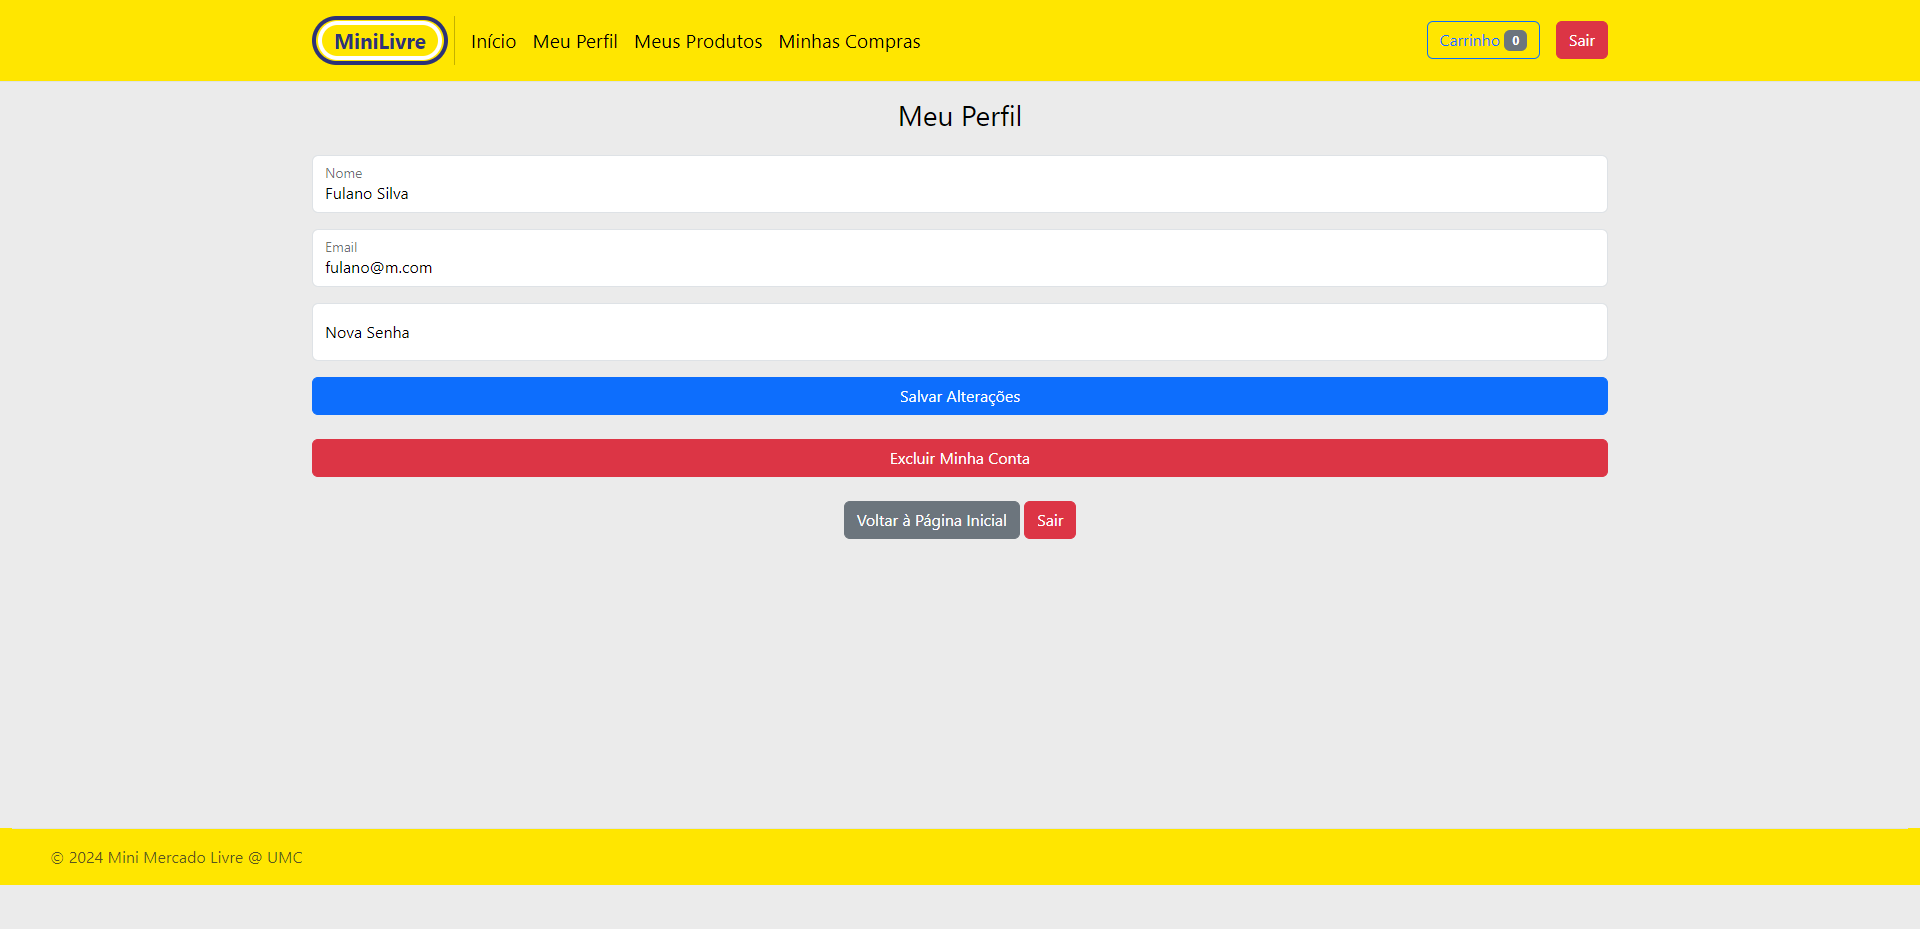 MiniLivre Início Meu Perfil Meus Produtos Minhas Compras Carrinho 0 Sair
Meu Perfil
Nome
Fulano Silva
Email
fulano@m.com
Nova Senha
Salvar Alterações
Excluir Minha Conta
Voltar à Página Inicial Sair
© 2024 Mini Mercado Livre @ UMC